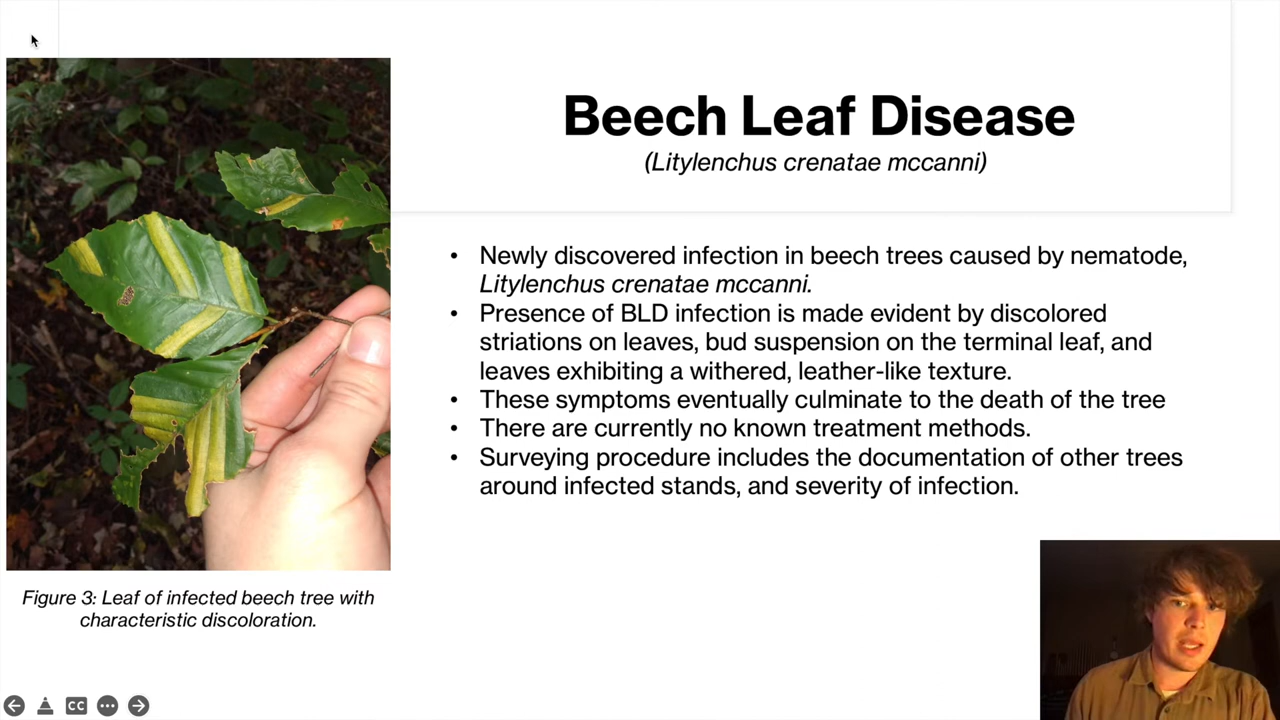 Beech Leaf Disease
(Litylenchus crenatae mccanni)
• Newly discovered infection in beech trees caused by nematode,
Litylenchus crenatae mccanni.
• Presence of BLD infection is made evident by discolored
striations on leaves, bud suspension on the terminal leaf, and
leaves exhibiting a withered, leather-like texture.
• These symptoms eventually culminate to the death of the tree
• There are currently no known treatment methods.
• Surveying procedure includes the documentation of other trees
around infected stands, and severity of infection.
Figure 3: Leaf of infected beech tree with
characteristic discoloration.
CC